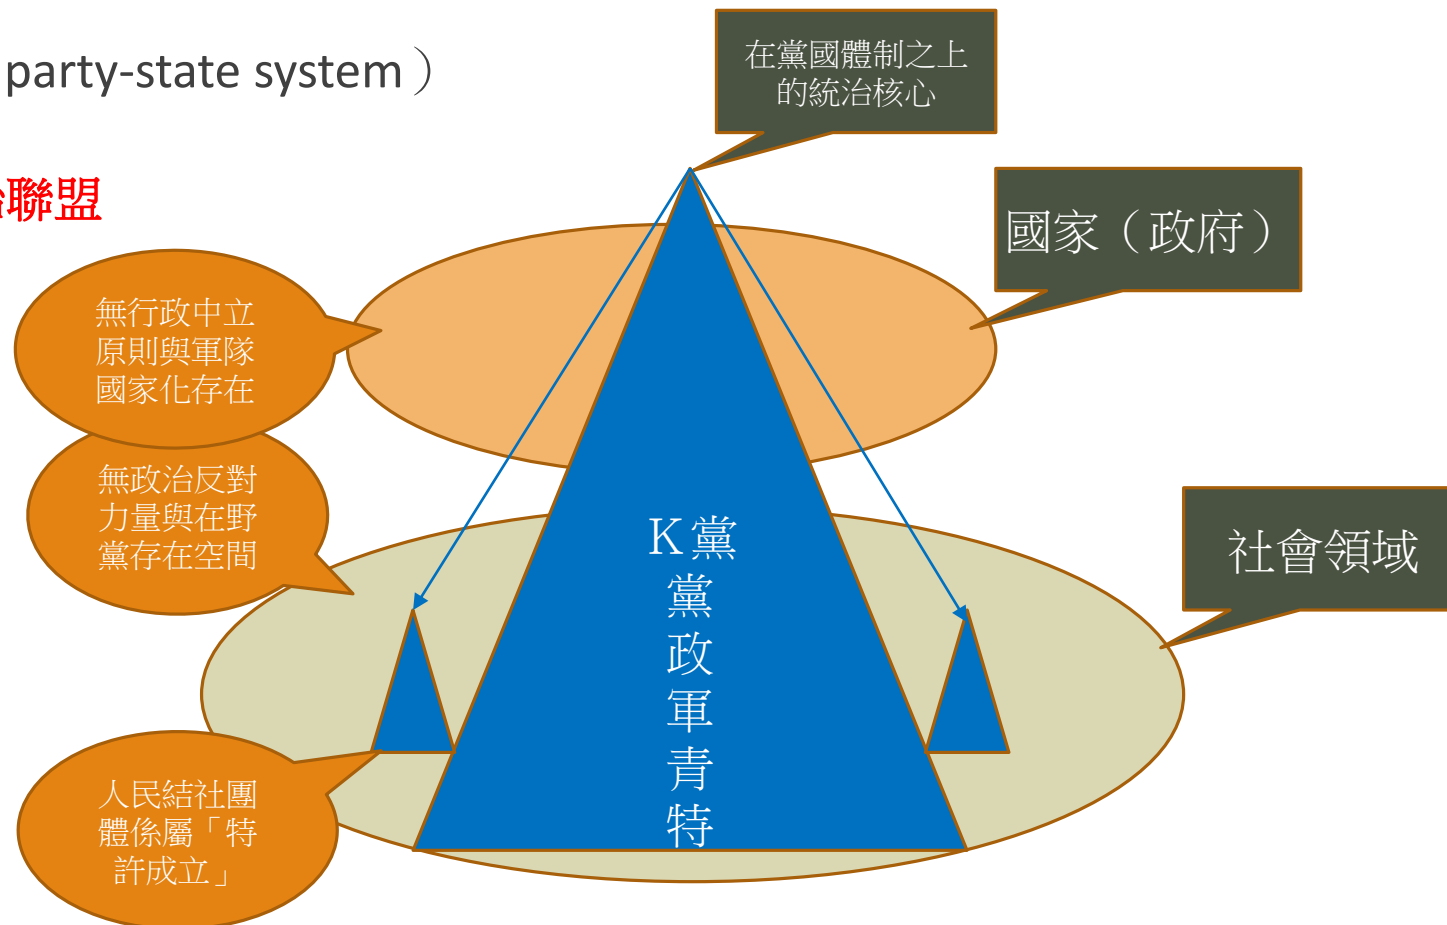 party-state system）
聯盟
在黨國體制之上
的統治核心
國家（政府）
無行政中立
原則與軍隊
國家化存在
無政治反對
力量與在野
黨存在空間
社會領域
K黨
黨
政
軍
青
特
人民結社團
體係屬「特
許成立」